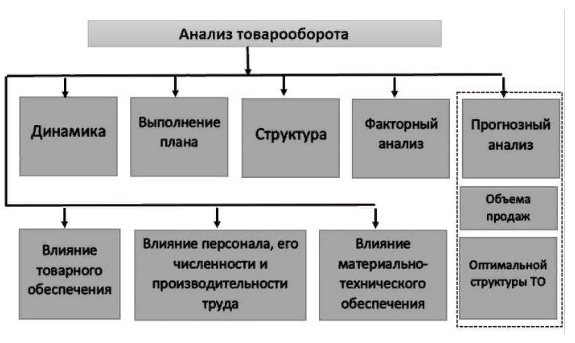 Анализ товарооборота
Динамика
Выполнение
плана
Структура
Факторный
анализ
Прогнозный
анализ
Объема
продаж
Оптимальной
структуры ТО
Влияние
товарного
обеспечения
Влияние персонала, его
численности и
производительности
труда
Влияние
материально-
технического
обеспечения